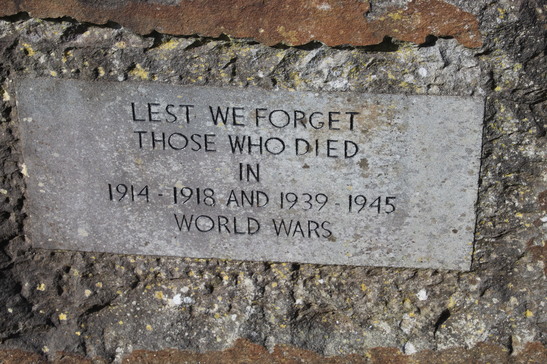 LEST WE FORGET
THOSE WHO DIED
IN
1914 - 1918 AND 1939 - 1945
WORLD WARS